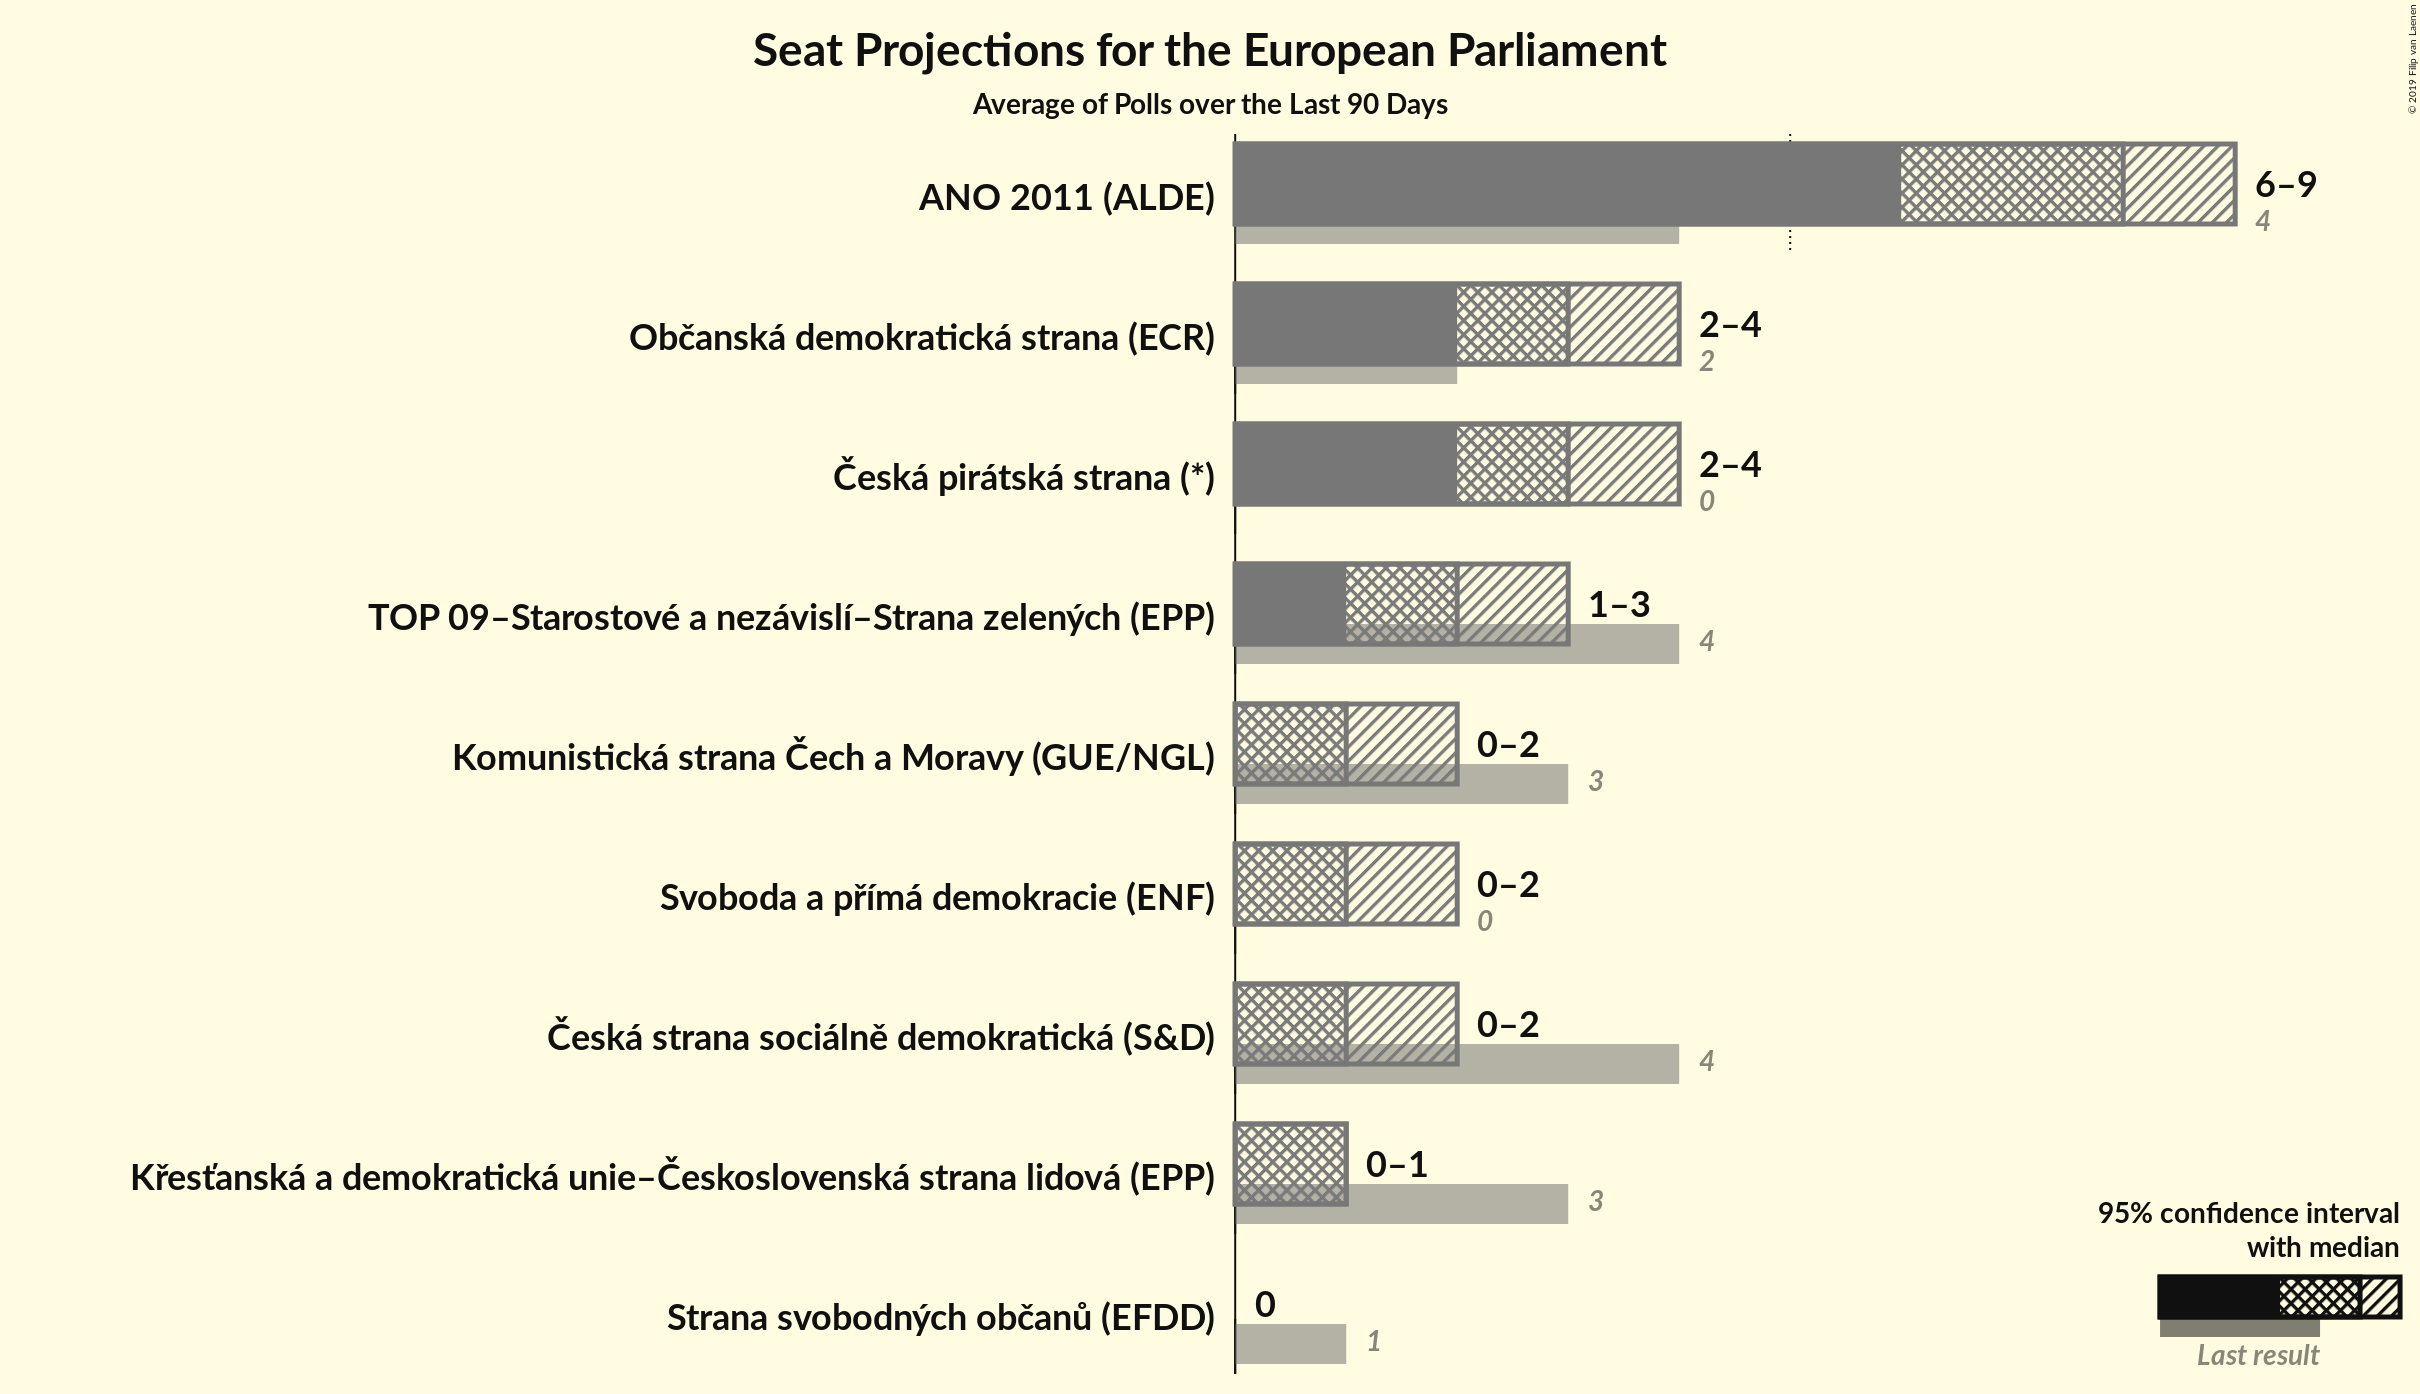 Seat Projections for the European Parliament
Average of Polls over the Last 90 Days
© 2019 Filip van Laenen
ANO 2011 (ALDE)
6–9
4
Občanská demokratická strana (ECR)
2–4
2
Česká pirátská strana (*)
2–4
0
TOP 09–Starostové a nezávislí–Strana zelených (EPP)
1–3
4
Komunistická strana Čech a Moravy (GUE/NGL)
0–2
3
Svoboda a přímá demokracie (ENF)
0–2
0
Česká strana sociálně demokratická (S&D)
0–2
4
Křesťanská a demokratická unie–Československá strana lidová (EPP)
0–1
3
Strana svobodných občanů (EFDD)
0
1
95% confidence interval
with median
Last result